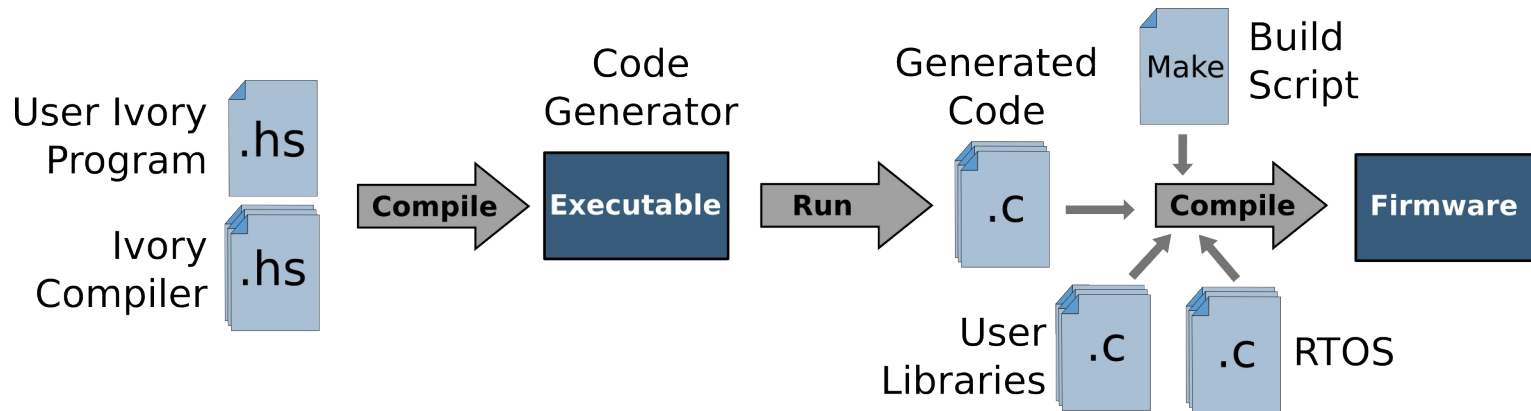 User Ivory
Program
.hs
Ivory
Compiler
.hs
Compile
Code
Generator
Executable
Run
Generated
Code
.c
Make
Build
Script
Compile
User
Libraries
.c
.c
RTOS
Firmware